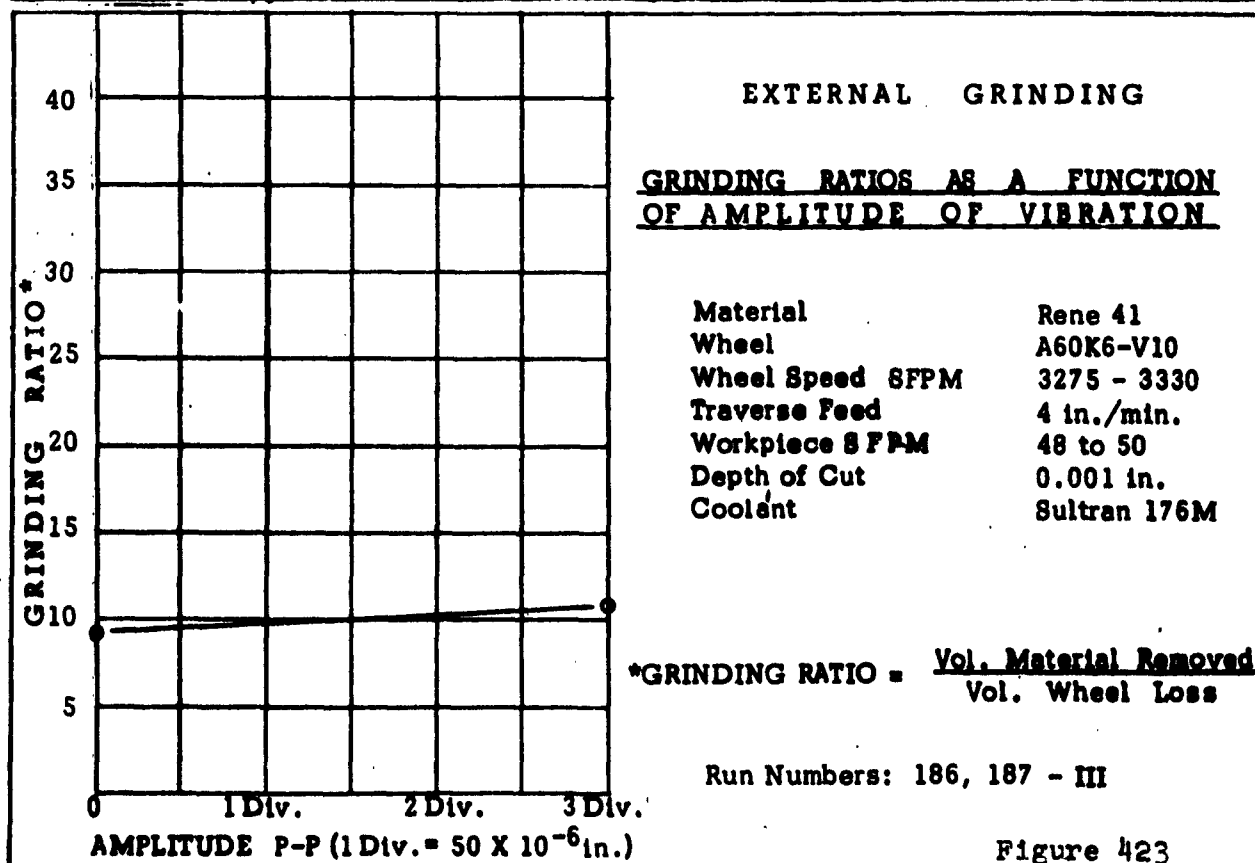 40
35
30
25
20
15
10
5
GRINDING RATIO*
0 1 Div. 2 Div. 3 Div.
AMPLITUDE P-P (1 Div. = 50 X 10⁻⁶ in.)
EXTERNAL GRINDING
GRINDING RATIOS AS A FUNCTION
OF AMPLITUDE OF VIBRATION
Material Rene 41
Wheel A60K6-V10
Wheel Speed SFPM 3275 - 3330
Traverse Feed 4 in./min.
Workpiece SFPM 48 to 50
Depth of Cut 0.001 in.
Coolant Sultran 176M
*GRINDING RATIO = Vol. Material Removed
Vol. Wheel Loss
Run Numbers: 186, 187 - III
Figure 423